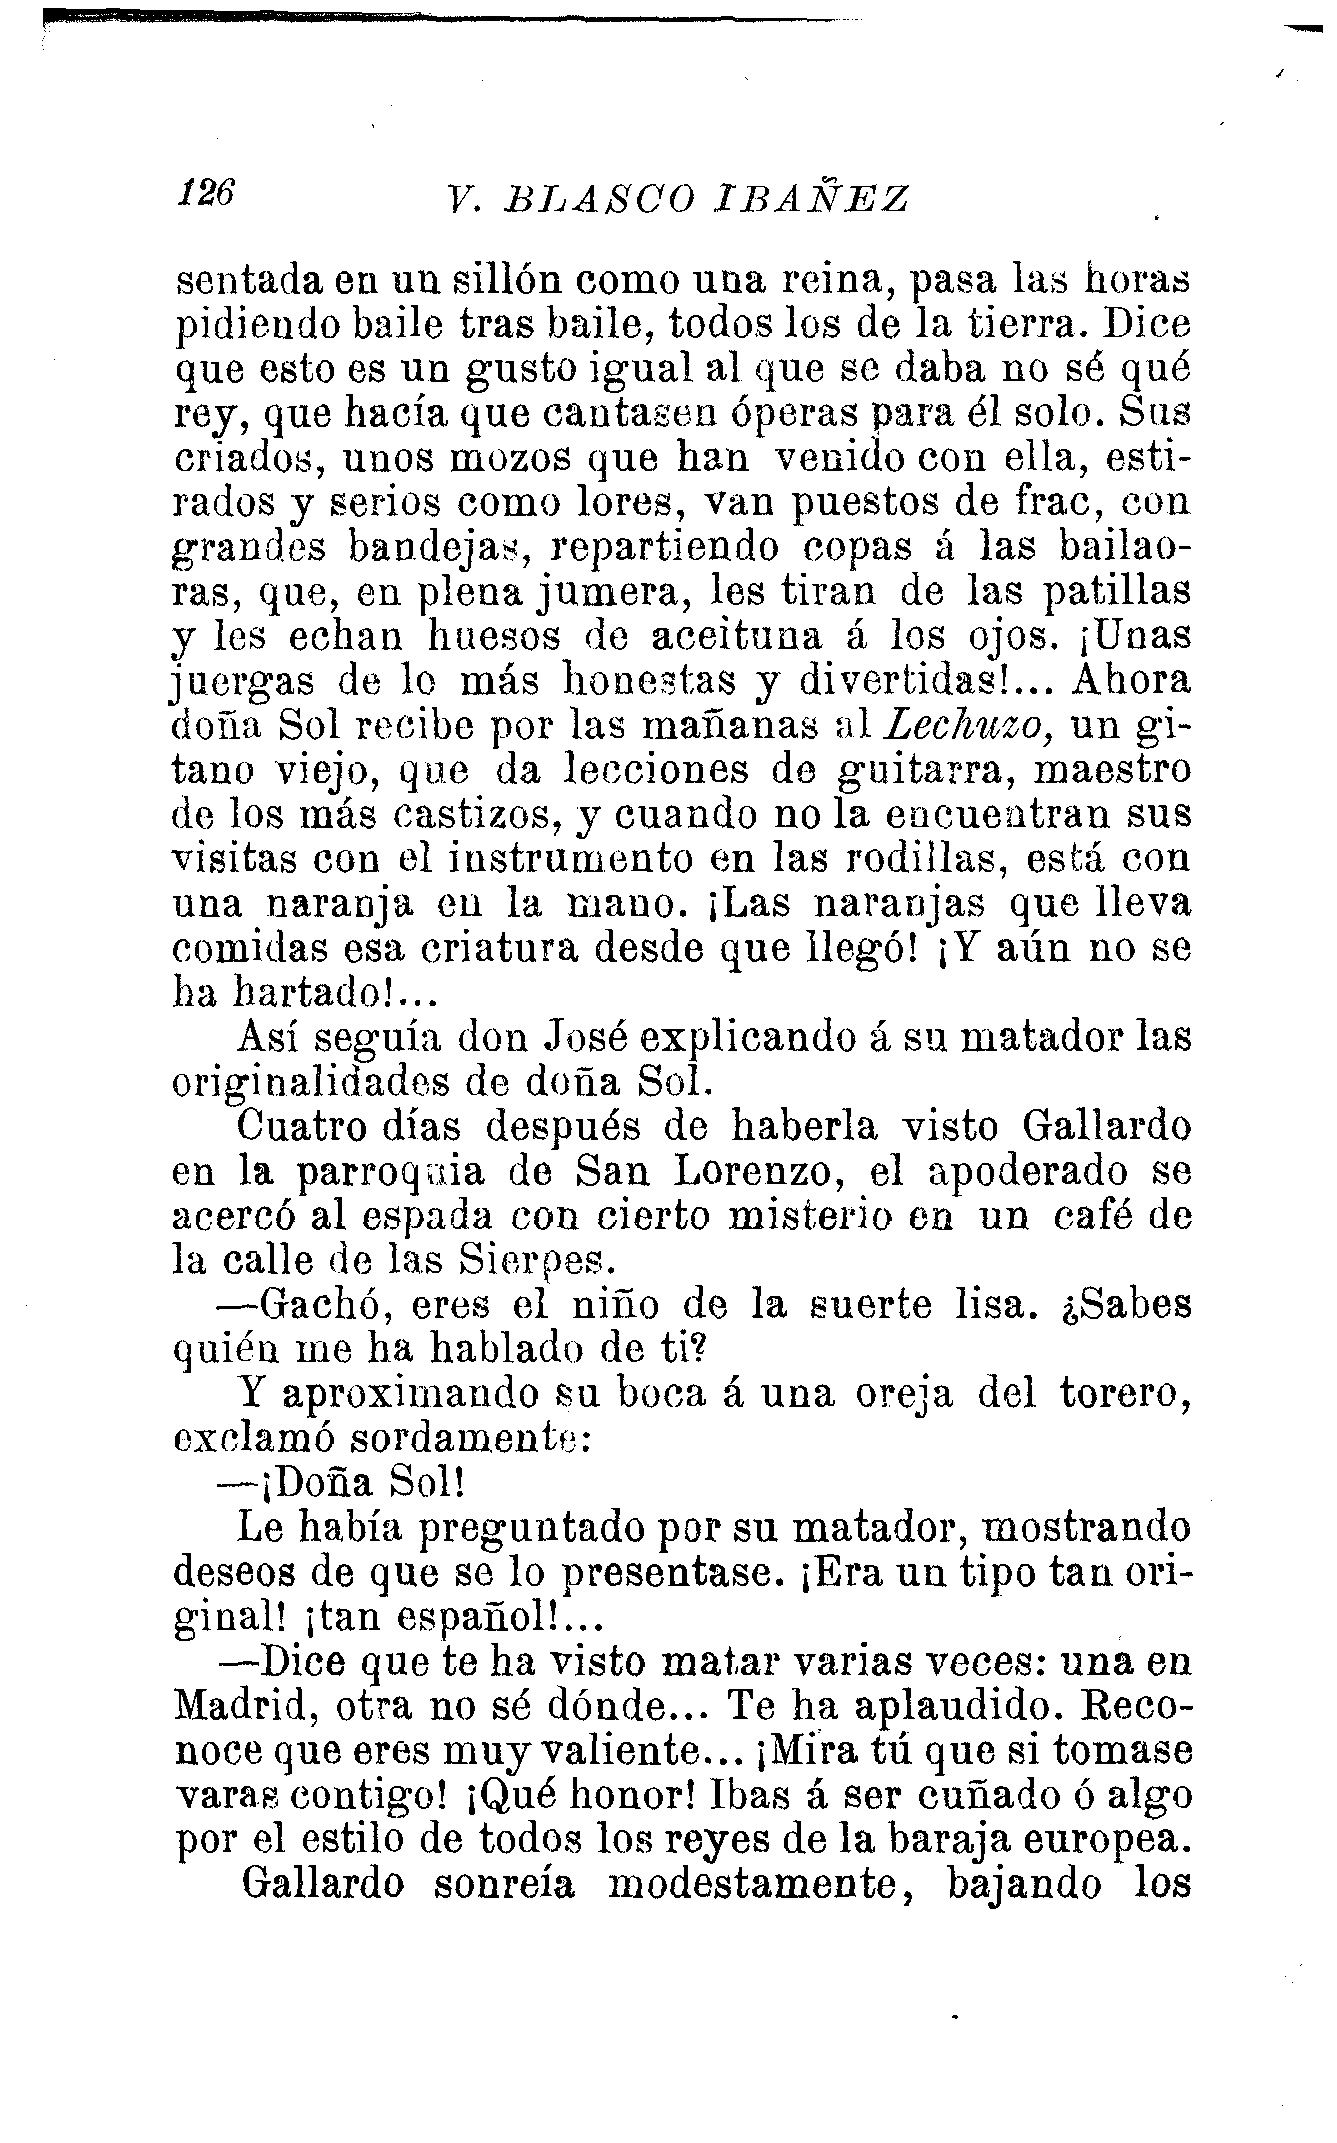 126 V. BLASCO IBAÑEZ
sentada en un sillón como una reina, pasa las horas
pidiendo baile tras baile, todos los de la tierra. Dice
que esto es un gusto igual al que se daba no sé qué
rey, que hacía que cantasen óperas para él solo. Sus
criados, unos mozos que han venido con ella, esti-
rados y serios como lores, van puestos de frac, con
grandes bandejas, repartiendo copas á las bailao-
ras, que, en plena jumera, les tiran de las patillas
y les echan huesos de aceituna á los ojos. ¡Unas
juergas de lo más honestas y divertidas!... Ahora
doña Sol recibe por las mañanas al Lechuzo, un gi-
tano viejo, que da lecciones de guitarra, maestro
de los más castizos, y cuando no la encuentran sus
visitas con el instrumento en las rodillas, está con
una naranja en la mano. ¡Las naranjas que lleva
comidas esa criatura desde que llegó! ¡Y aún no se
ha hartado!...
Así seguía don José explicando á su matador las
originalidades de doña Sol.
Cuatro días después de haberla visto Gallardo
en la parroquia de San Lorenzo, el apoderado se
acercó al espada con cierto misterio en un café de
la calle de las Sierpes.
—Gachó, eres el niño de la suerte lisa. ¿Sabes
quién me ha hablado de ti?
Y aproximando su boca á una oreja del torero,
exclamó sordamente:
—¡Doña Sol!
Le había preguntado por su matador, mostrando
deseos de que se lo presentase. ¡Era un tipo tan ori-
ginal! ¡tan español!...
—Dice que te ha visto matar varias veces: una en
Madrid, otra no sé dónde... Te ha aplaudido. Reco-
noce que eres muy valiente... ¡Mira tú que si tomase
varas contigo! ¡Qué honor! Ibas á ser cuñado ó algo
por el estilo de todos los reyes de la baraja europea.
Gallardo sonreía modestamente, bajando los